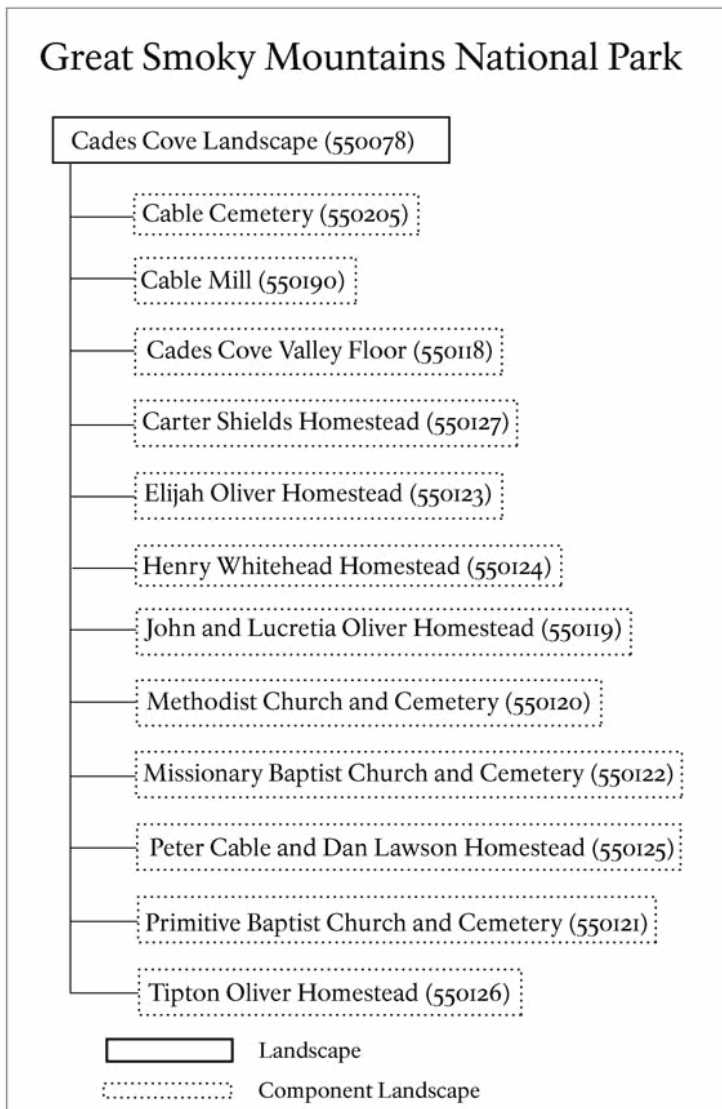 Great Smoky Mountains National Park
Cades Cove Landscape (550078)
Cable Cemetery (550205)
Cable Mill (550190)
Cades Cove Valley Floor (550118)
Carter Shields Homestead (550127)
Elijah Oliver Homestead (550123)
Henry Whitehead Homestead (550124)
John and Lucretia Oliver Homestead (550119)
Methodist Church and Cemetery (550120)
Missionary Baptist Church and Cemetery (550122)
Peter Cable and Dan Lawson Homestead (550125)
Primitive Baptist Church and Cemetery (550121)
Tipton Oliver Homestead (550126)
Landscape
Component Landscape